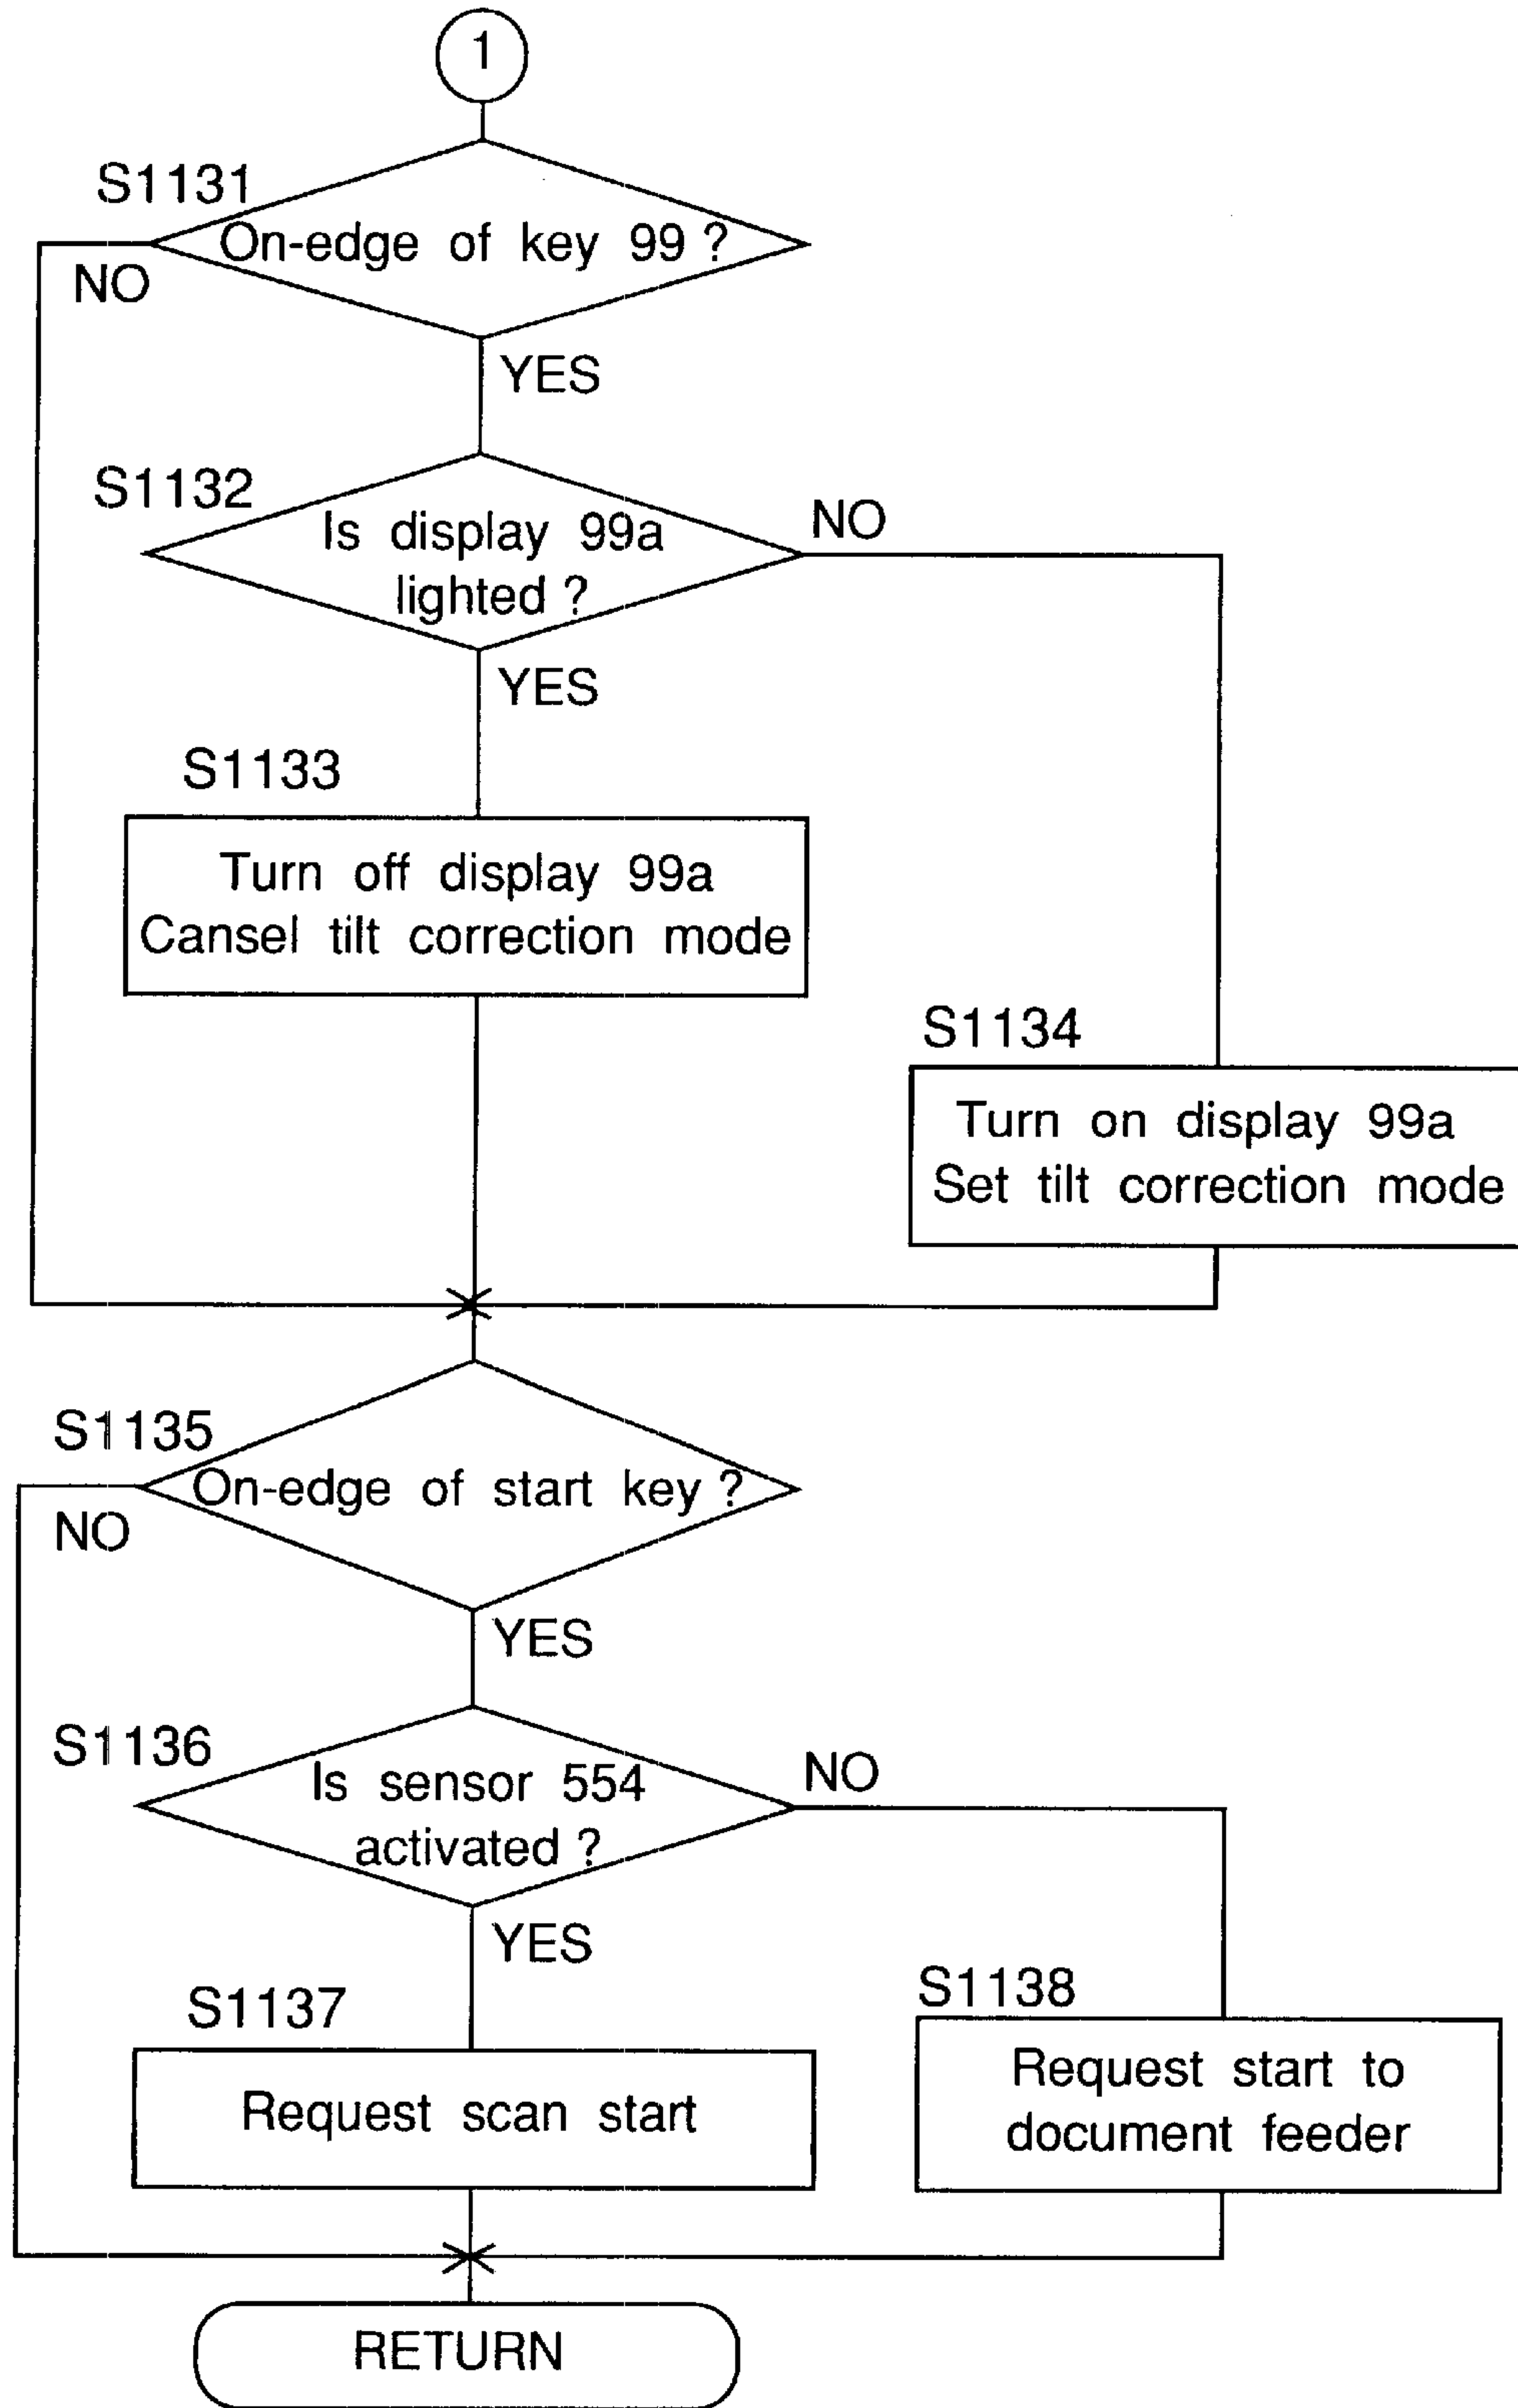 1
S1131
On-edge of key 99 ?
NO
YES
S1132
Is display 99a
lighted ?
NO
YES
S1133
Turn off display 99a
Cansel tilt correction mode
S1134
Turn on display 99a
Set tilt correction mode
S1135
On-edge of start key ?
NO
YES
S1136
Is sensor 554
activated ?
NO
YES
S1137
Request scan start
S1138
Request start to
document feeder
RETURN